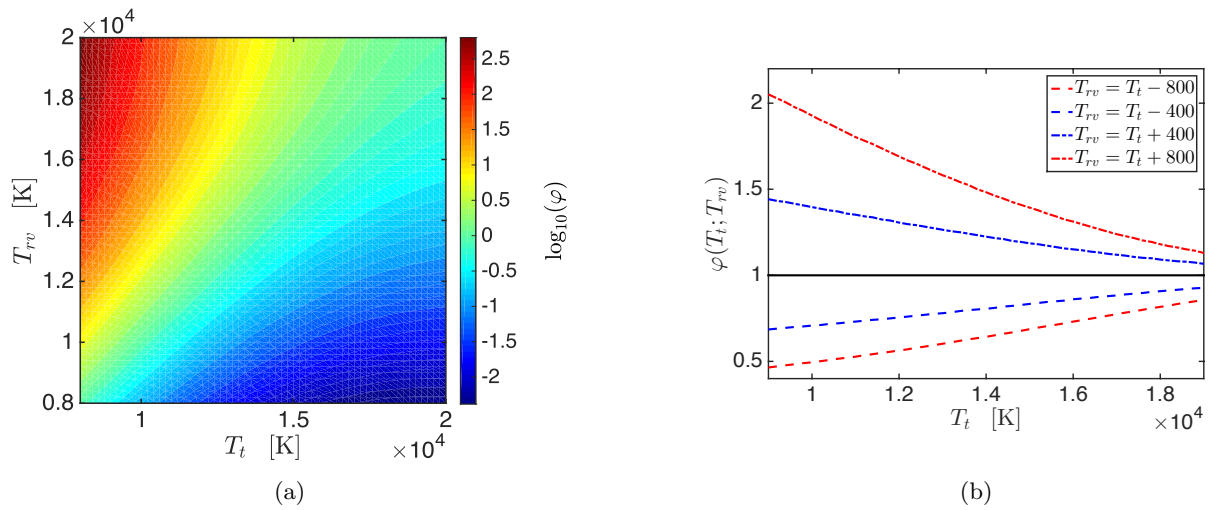 ×10⁴
2
1.8
1.6
1.4
1.2
1
0.8
T_rv [K]
1
1.5
2
×10⁴
T_t [K]
2.5
2
1.5
1
0.5
0
-0.5
-1
-1.5
-2
log₁₀(φ)
(a)
2
1.5
1
0.5
φ(T_t; T_rv)
T_rv = T_t − 800
T_rv = T_t − 400
T_rv = T_t + 400
T_rv = T_t + 800
1
1.2
1.4
1.6
1.8
×10⁴
T_t [K]
(b)